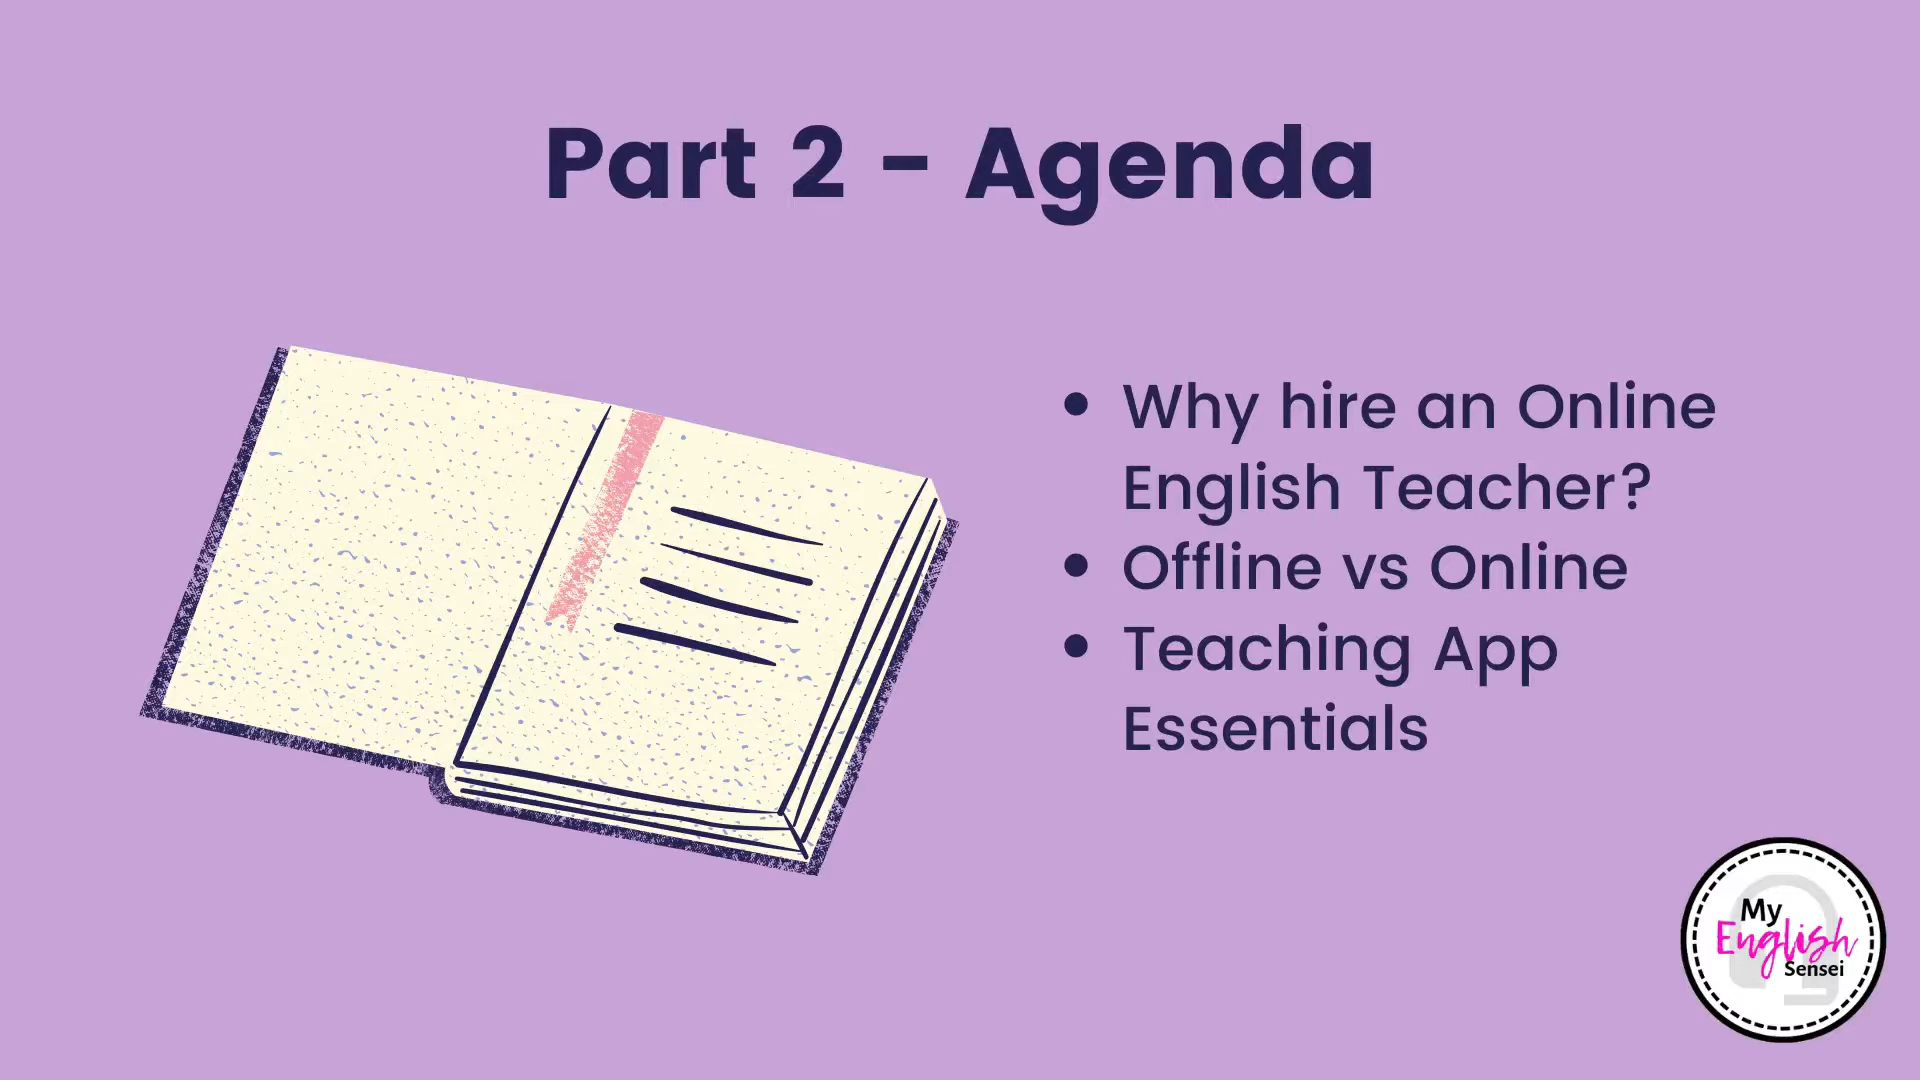 Part 2 - Agenda
• Why hire an Online
English Teacher?
• Offline vs Online
• Teaching App
Essentials
My
English
Sensei